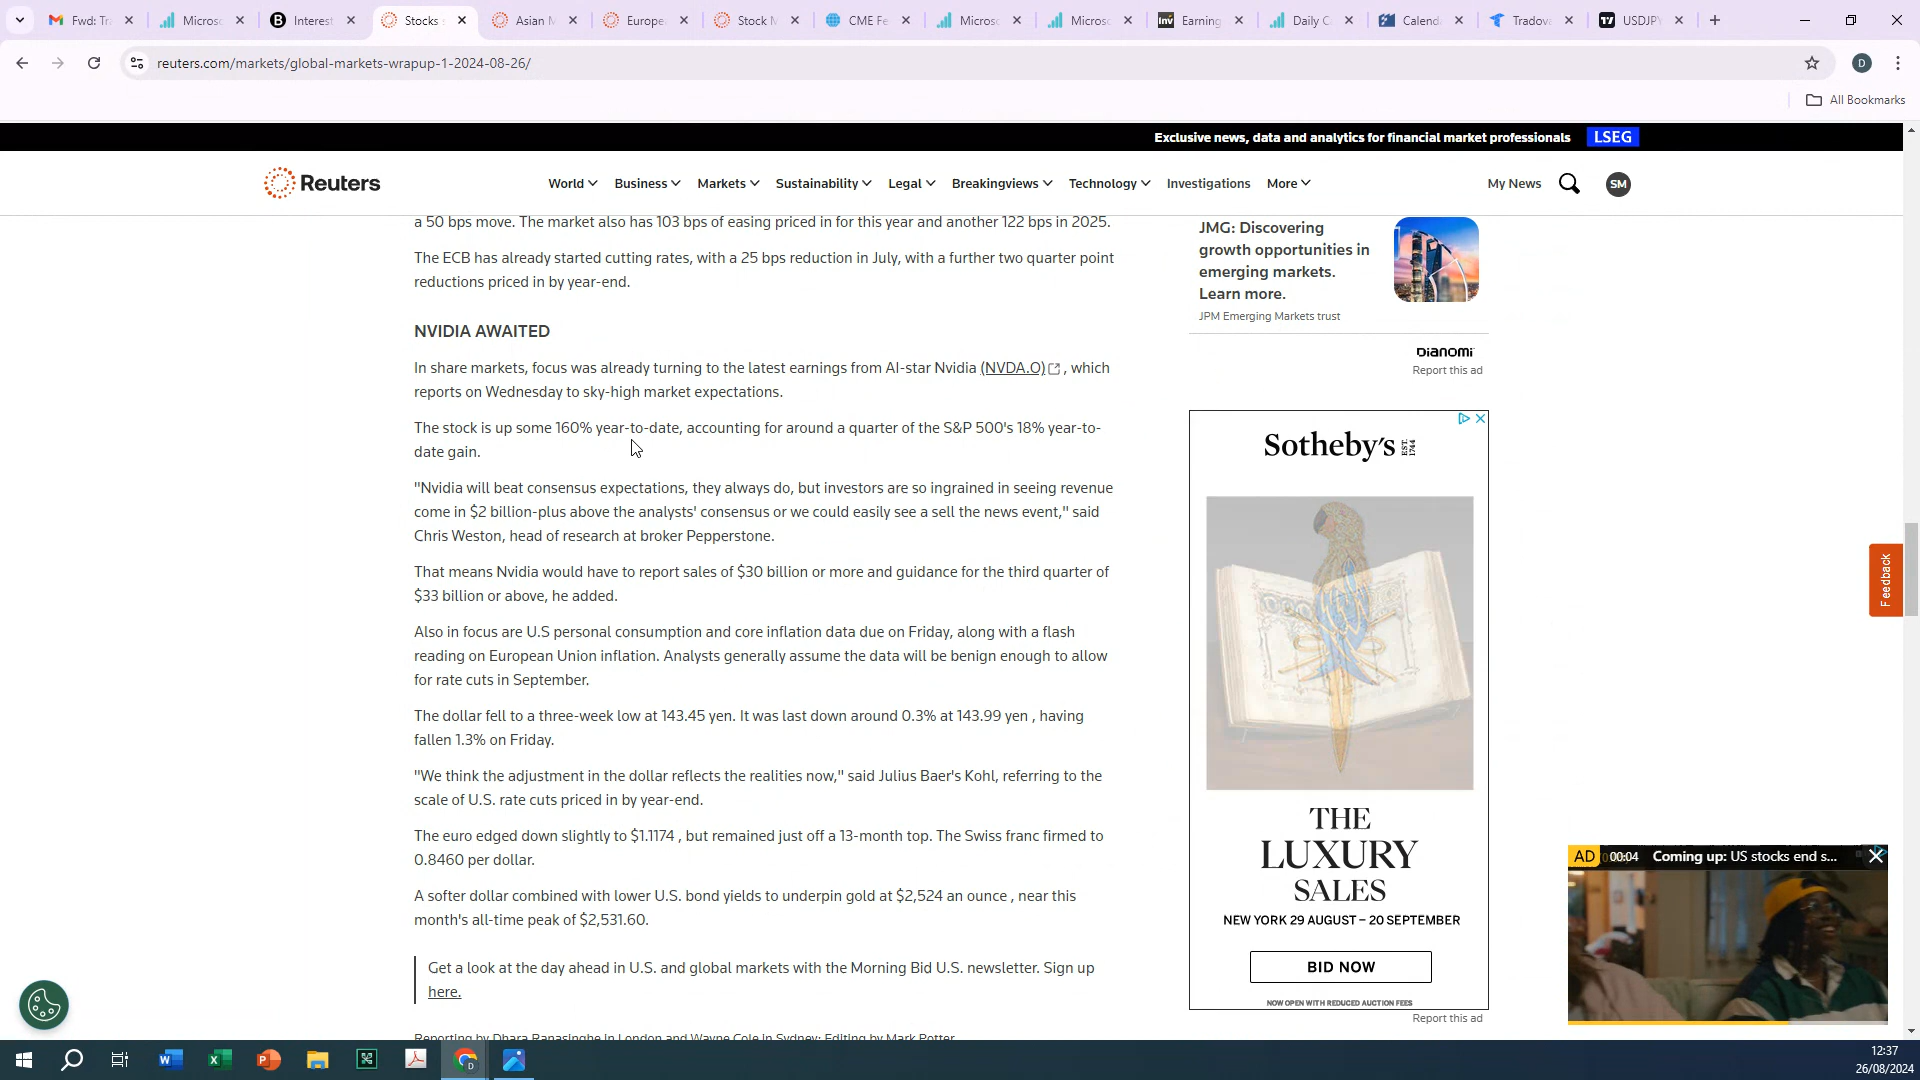 Fwd: Tra
Microso
Interest
Stocks s
Asian M
Europe
Stock M
CME Fe
Microso
Microso
Earning
Daily C
Calend
Tradova
USDJPY
reuters.com/markets/global-markets-wrapup-1-2024-08-26/
D
All Bookmarks
Exclusive news, data and analytics for financial market professionals LSEG
Reuters
World Business Markets Sustainability Legal Breakingviews Technology Investigations More
My News SM
a 50 bps move. The market also has 103 bps of easing priced in for this year and another 122 bps in 2025.
The ECB has already started cutting rates, with a 25 bps reduction in July, with a further two quarter point
reductions priced in by year-end.
NVIDIA AWAITED
In share markets, focus was already turning to the latest earnings from AI-star Nvidia (NVDA.O) , which
reports on Wednesday to sky-high market expectations.
The stock is up some 160% year-to-date, accounting for around a quarter of the S&P 500's 18% year-to-
date gain.
"Nvidia will beat consensus expectations, they always do, but investors are so ingrained in seeing revenue
come in $2 billion-plus above the analysts' consensus or we could easily see a sell the news event," said
Chris Weston, head of research at broker Pepperstone.
That means Nvidia would have to report sales of $30 billion or more and guidance for the third quarter of
$33 billion or above, he added.
Also in focus are U.S personal consumption and core inflation data due on Friday, along with a flash
reading on European Union inflation. Analysts generally assume the data will be benign enough to allow
for rate cuts in September.
The dollar fell to a three-week low at 143.45 yen. It was last down around 0.3% at 143.99 yen , having
fallen 1.3% on Friday.
"We think the adjustment in the dollar reflects the realities now," said Julius Baer's Kohl, referring to the
scale of U.S. rate cuts priced in by year-end.
The euro edged down slightly to $1.1174 , but remained just off a 13-month top. The Swiss franc firmed to
0.8460 per dollar.
A softer dollar combined with lower U.S. bond yields to underpin gold at $2,524 an ounce , near this
month's all-time peak of $2,531.60.
Get a look at the day ahead in U.S. and global markets with the Morning Bid U.S. newsletter. Sign up
here.
Reporting by Dhara Ranasinghe in London and Wayne Cole in Sydney; Editing by Mark Potter
JMG: Discovering
growth opportunities in
emerging markets.
Learn more.
JPM Emerging Markets trust
DIANOMI
Report this ad
Sotheby's EST. 1744
THE
LUXURY
SALES
NEW YORK 29 AUGUST – 20 SEPTEMBER
BID NOW
NOW OPEN WITH REDUCED AUCTION FEES
Report this ad
Feedback
AD 00:04 Coming up: US stocks end s...
12:37
26/08/2024